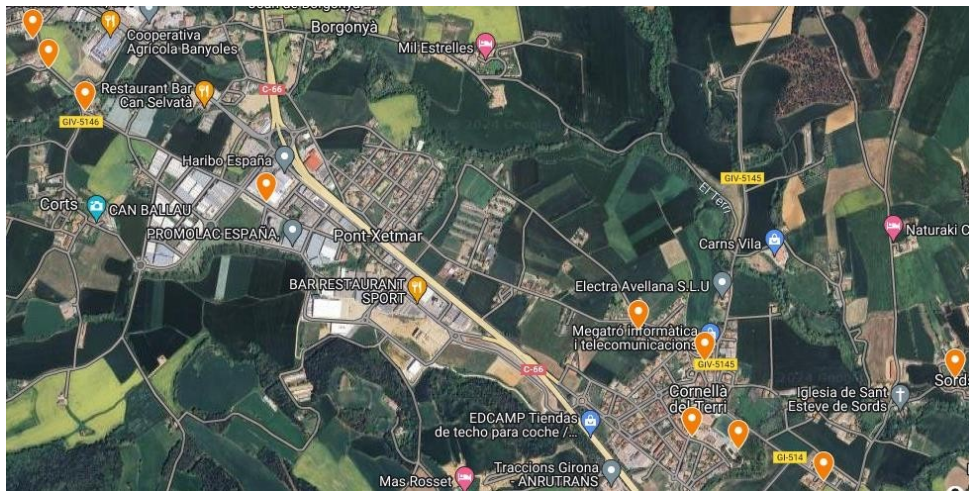 Borgonyà
Cooperativa
Agrícola Banyoles
Mil Estrelles
Restaurant Bar
Can Selvatà
C-66
GIV-5146
Haribo España
GIV-5145
El Terri
Corts
CAN BALLAU
PROMOLAC ESPAÑA,
Pont-Xetmar
Carns Vila
Naturaki C
BAR RESTAURANT
SPORT
Electra Avellana S.L.U
Megatró informàtica
i telecomunicacions
GIV-5145
C-66
Sords
Cornellà
del Terri
Iglesia de Sant
Esteve de Sords
EDCAMP Tiendas
de techo para coche /...
GI-514
Mas Rosset
Traccions Girona
- ANRUTRANS